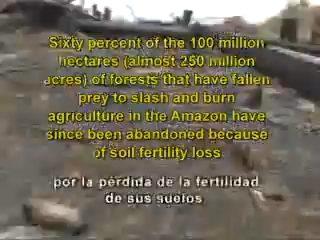 Sixty percent of the 100 million
hectares (almost 250 million
acres) of forests that have fallen
prey to slash and burn
agriculture in the Amazon have
since been abandoned because
of soil fertility loss
por la pérdida de la fertilidad
de sus suelos